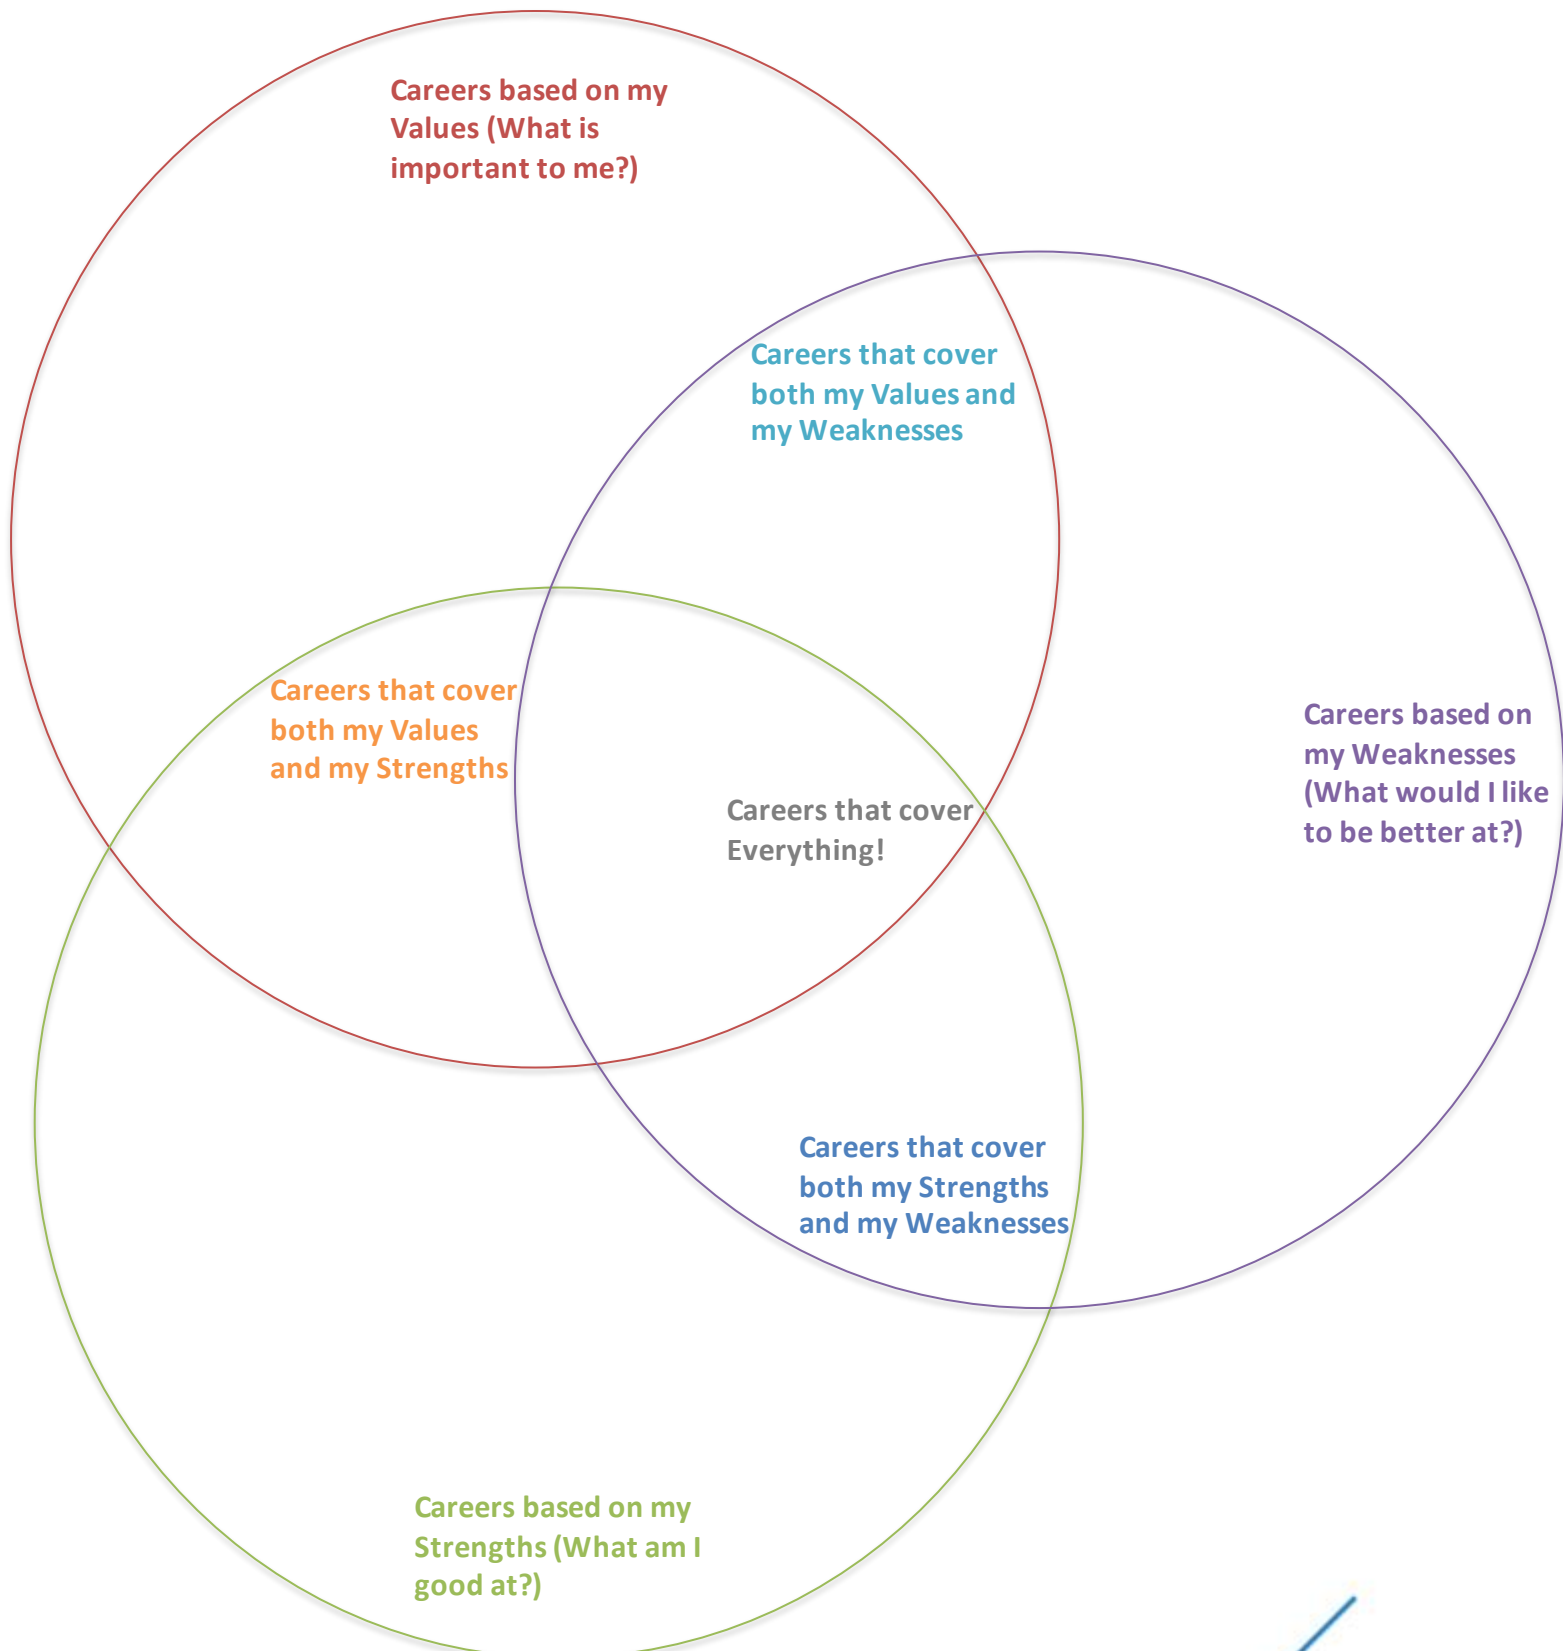 Careers based on my
Values (What is
important to me?)
Careers that cover
both my Values and
my Weaknesses
Careers that cover
both my Values
and my Strengths
Careers based on
my Weaknesses
(What would I like
to be better at?)
Careers that cover
Everything!
Careers that cover
both my Strengths
and my Weaknesses
Careers based on my
Strengths (What am I
good at?)